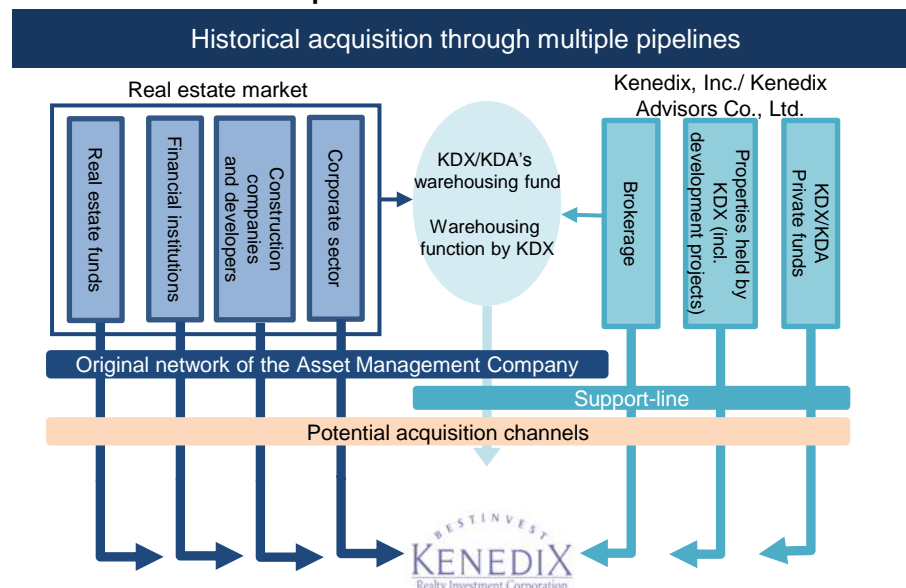 Historical acquisition through multiple pipelines
Real estate market
Kenedix, Inc./ Kenedix
Advisors Co., Ltd.
Real estate funds
Financial institutions
Construction
companies
and developers
Corporate sector
KDX/KDA's
warehousing fund
Warehousing
function by KDX
Brokerage
Properties held by
KDX (incl.
development projects)
KDX/KDA
Private funds
Original network of the Asset Management Company
Support-line
Potential acquisition channels
BESTINVEST
KENEDIX
Realty Investment Corporation